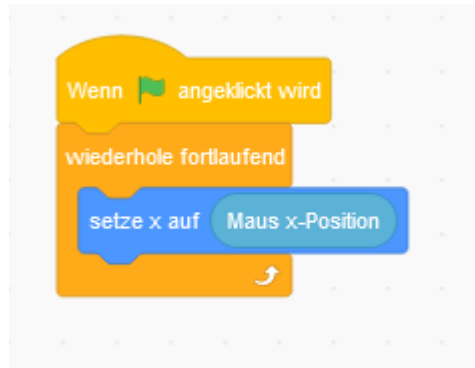 Wenn angeklickt wird
wiederhole fortlaufend
setze x auf Maus x-Position